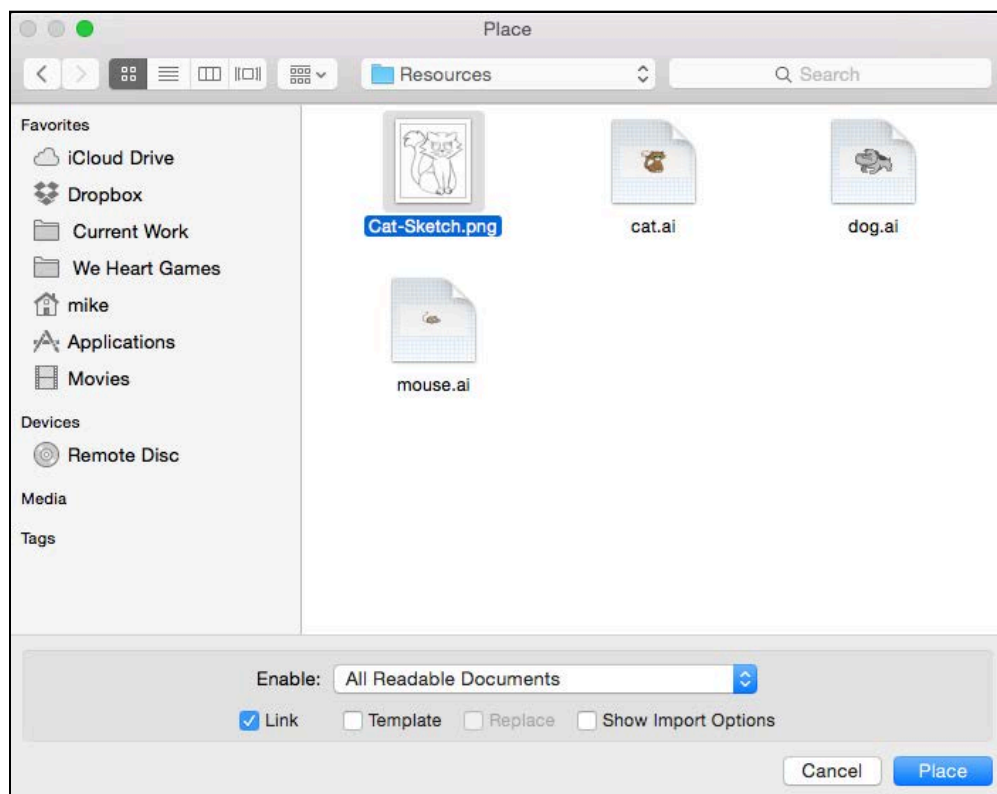 Place
Resources
Search
Favorites
iCloud Drive
Dropbox
Current Work
We Heart Games
mike
Applications
Movies
Devices
Remote Disc
Media
Tags
Cat-Sketch.png
cat.ai
dog.ai
mouse.ai
Enable: All Readable Documents
Link Template Replace Show Import Options
Cancel Place